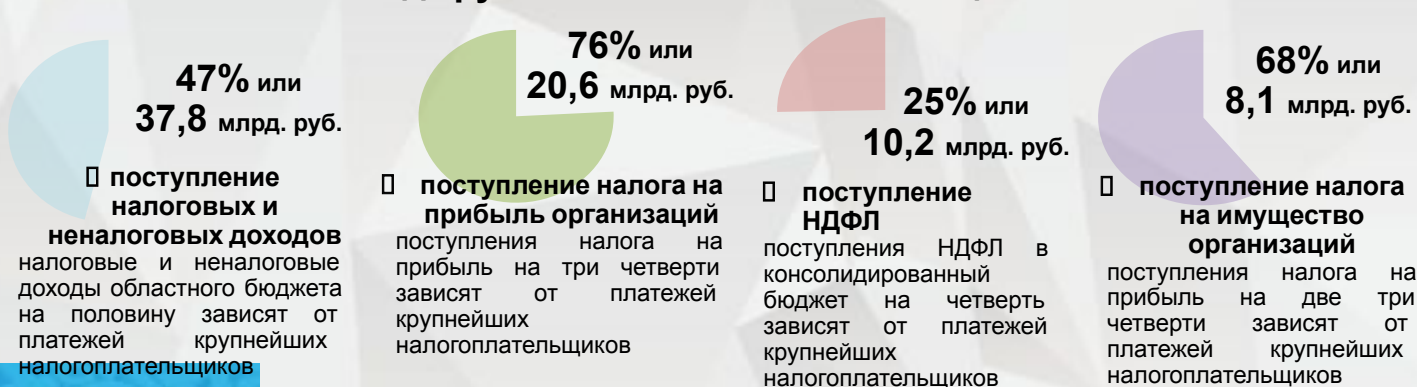 47% или
37,8 млрд. руб.
поступление
налоговых и
неналоговых доходов
налоговые и неналоговые
доходы областного бюджета
на половину зависят от
платежей крупнейших
налогоплательщиков
76% или
20,6 млрд. руб.
поступление налога на
прибыль организаций
поступления налога на
прибыль на три четверти
зависят от платежей
крупнейших
налогоплательщиков
25% или
10,2 млрд. руб.
поступление
НДФЛ
поступления НДФЛ в
консолидированный
бюджет на четверть
зависят от платежей
крупнейших
налогоплательщиков
68% или
8,1 млрд. руб.
поступление налога
на имущество
организаций
поступления налога на
прибыль на две три
четверти зависят от
платежей крупнейших
налогоплательщиков